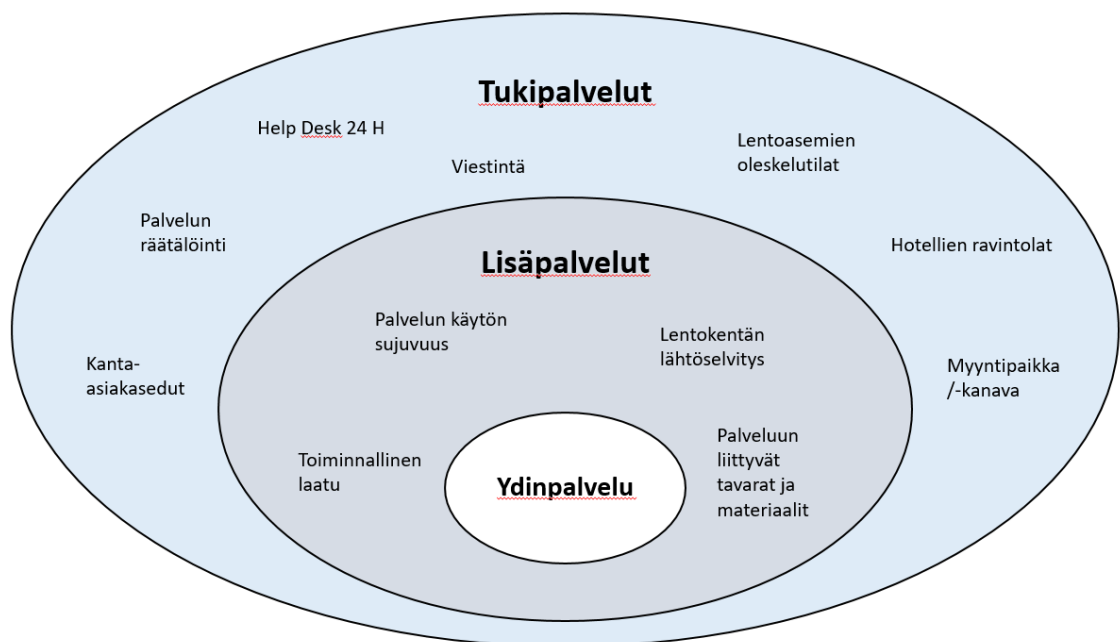 Tukipalvelut
Help Desk 24 H
Viestintä
Lentoasemien
oleskelutilat
Palvelun
räätälöinti
Hotellien ravintolat
Kanta-
asiakasedut
Myyntipaikka
/-kanava
Lisäpalvelut
Palvelun käytön
sujuvuus
Lentokentän
lähtöselvitys
Toiminnallinen
laatu
Palveluun
liittyvät
tavarat ja
materiaalit
Ydinpalvelu